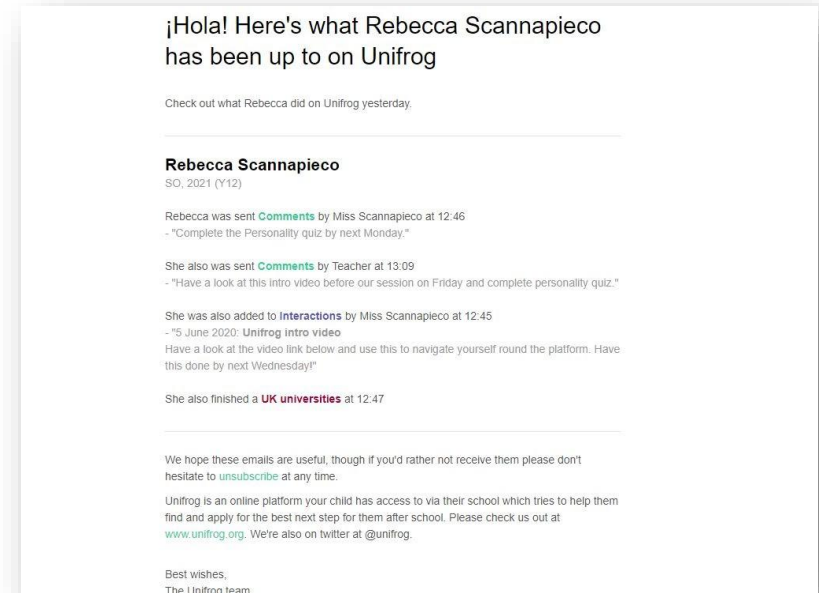 ¡Hola! Here's what Rebecca Scannapieco
has been up to on Unifrog
Check out what Rebecca did on Unifrog yesterday.
Rebecca Scannapieco
SO, 2021 (Y12)
Rebecca was sent Comments by Miss Scannapieco at 12:46
- "Complete the Personality quiz by next Monday."
She also was sent Comments by Teacher at 13:09
- "Have a look at this intro video before our session on Friday and complete personality quiz."
She was also added to Interactions by Miss Scannapieco at 12:45
- "5 June 2020: Unifrog intro video
Have a look at the video link below and use this to navigate yourself round the platform. Have
this done by next Wednesday!"
She also finished a UK universities at 12:47
We hope these emails are useful, though if you'd rather not receive them please don't
hesitate to unsubscribe at any time.
Unifrog is an online platform your child has access to via their school which tries to help them
find and apply for the best next step for them after school. Please check us out at
www.unifrog.org. We're also on twitter at @unifrog.
Best wishes,
The Unifrog team